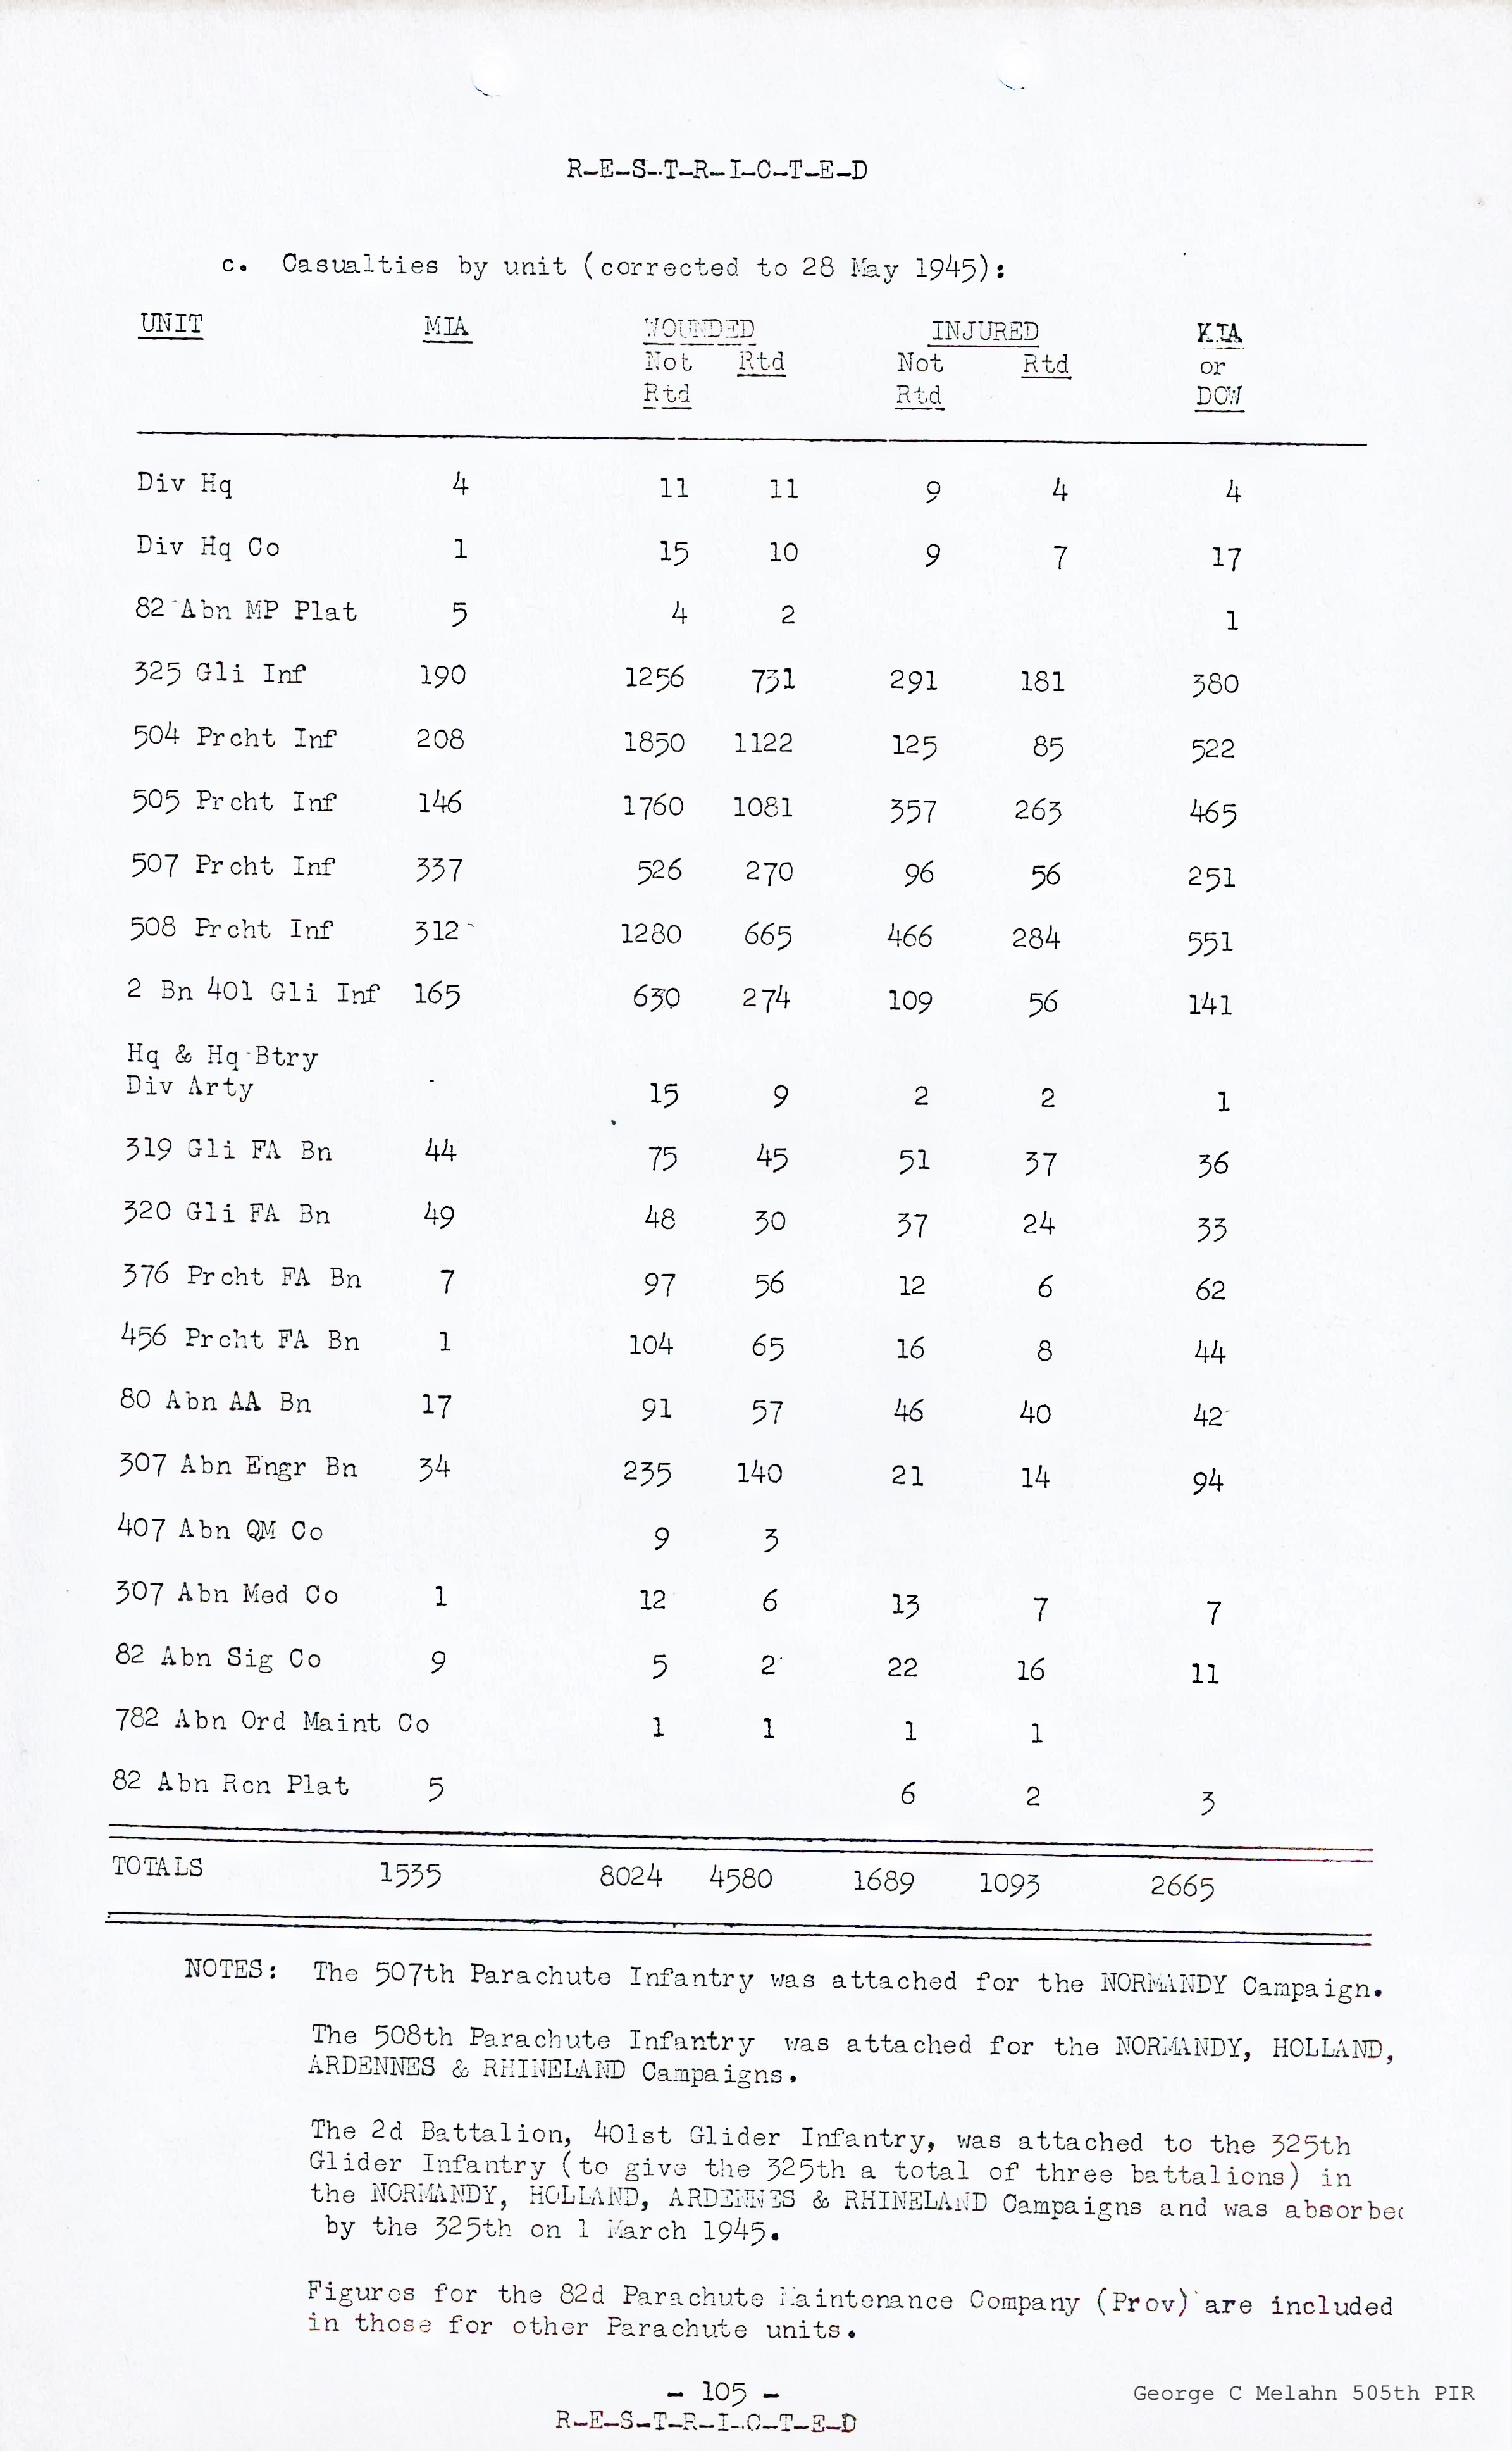 R-E-S-T-R-I-C-T-E-D
c. Casualties by unit (corrected to 28 May 1945):
UNIT MIA WOUNDED INJURED KIA
Not Rtd Not Rtd or
Rtd Rtd DOW
Div Hq 4 11 11 9 4 4
Div Hq Co 1 15 10 9 7 17
82 Abn MP Plat 5 4 2 1
325 Gli Inf 190 1256 731 291 181 380
504 Prcht Inf 208 1850 1122 125 85 522
505 Prcht Inf 146 1760 1081 357 263 465
507 Prcht Inf 337 526 270 96 56 251
508 Prcht Inf 312 1280 665 466 284 551
2 Bn 401 Gli Inf 165 630 274 109 56 141
Hq & Hq Btry
Div Arty 15 9 2 2 1
319 Gli FA Bn 44 75 45 51 37 36
320 Gli FA Bn 49 48 30 37 24 33
376 Prcht FA Bn 7 97 56 12 6 62
456 Prcht FA Bn 1 104 65 16 8 44
80 Abn AA Bn 17 91 57 46 40 42
307 Abn Engr Bn 34 235 140 21 14 94
407 Abn QM Co 9 3
307 Abn Med Co 1 12 6 13 7 7
82 Abn Sig Co 9 5 2 22 16 11
782 Abn Ord Maint Co 1 1 1 1
82 Abn Rcn Plat 5 6 2 3
TOTALS 1535 8024 4580 1689 1093 2665
NOTES: The 507th Parachute Infantry was attached for the NORMANDY Campaign.
The 508th Parachute Infantry was attached for the NORMANDY, HOLLAND,
ARDENNES & RHINELAND Campaigns.
The 2d Battalion, 401st Glider Infantry, was attached to the 325th
Glider Infantry (to give the 325th a total of three battalions) in
the NORMANDY, HOLLAND, ARDENNES & RHINELAND Campaigns and was absorbed
by the 325th on 1 March 1945.
Figures for the 82d Parachute Maintenance Company (Prov) are included
in those for other Parachute units.
- 105 -
George C Melahn 505th PIR
R-E-S-T-R-I-C-T-E-D